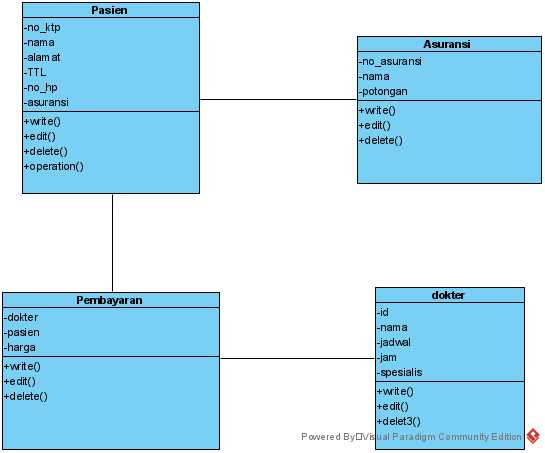 Pasien
-no_ktp
-nama
-alamat
-TTL
-no_hp
-asuransi
+write()
+edit()
+delete()
+operation()
Asuransi
-no_asuransi
-nama
-potongan
+write()
+edit()
+delete()
Pembayaran
-dokter
-pasien
-harga
+write()
+edit()
+delete()
dokter
-id
-nama
-jadwal
-jam
-spesialis
+write()
+edit()
+delet3()
Powered By□Visual Paradigm Community Edition